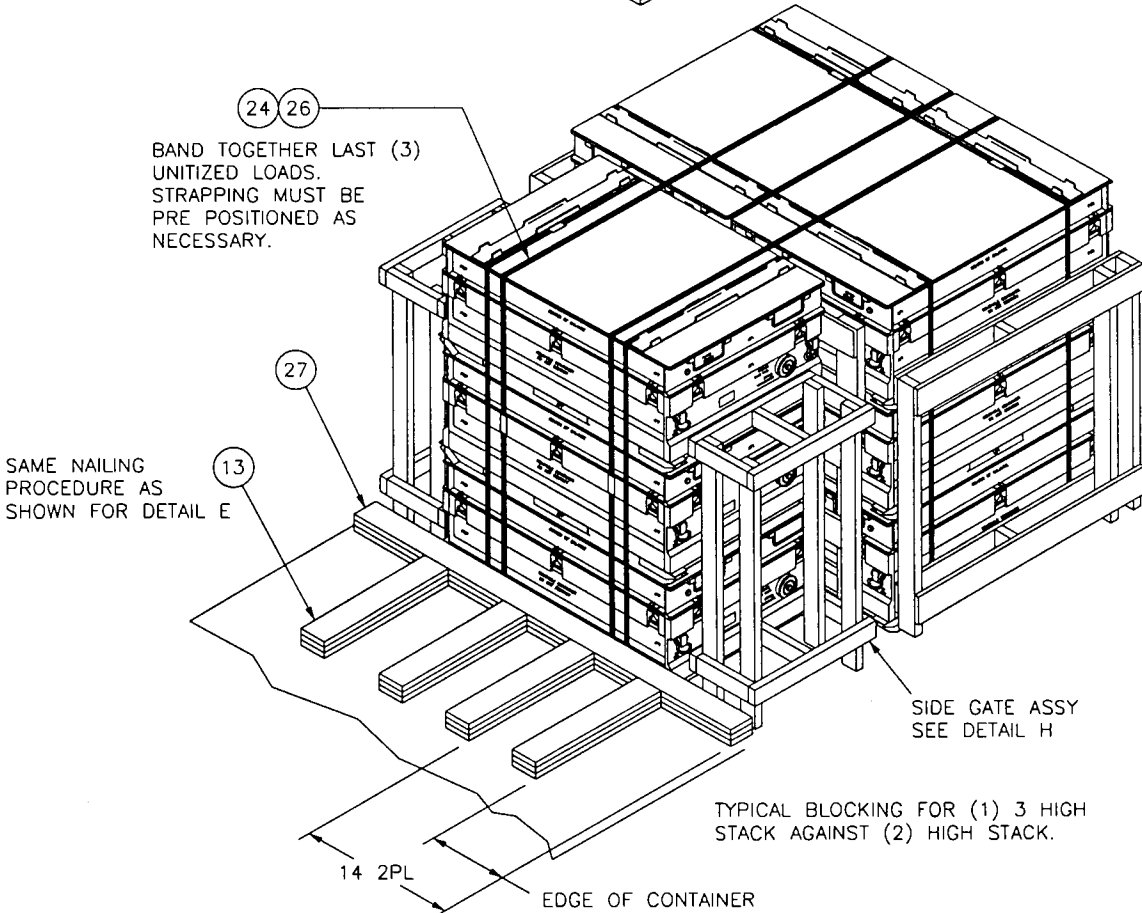 24 26
BAND TOGETHER LAST (3)
UNITIZED LOADS.
STRAPPING MUST BE
PRE POSITIONED AS
NECESSARY.
27
13
SAME NAILING
PROCEDURE AS
SHOWN FOR DETAIL E
SIDE GATE ASSY
SEE DETAIL H
TYPICAL BLOCKING FOR (1) 3 HIGH
STACK AGAINST (2) HIGH STACK.
14 2PL
EDGE OF CONTAINER